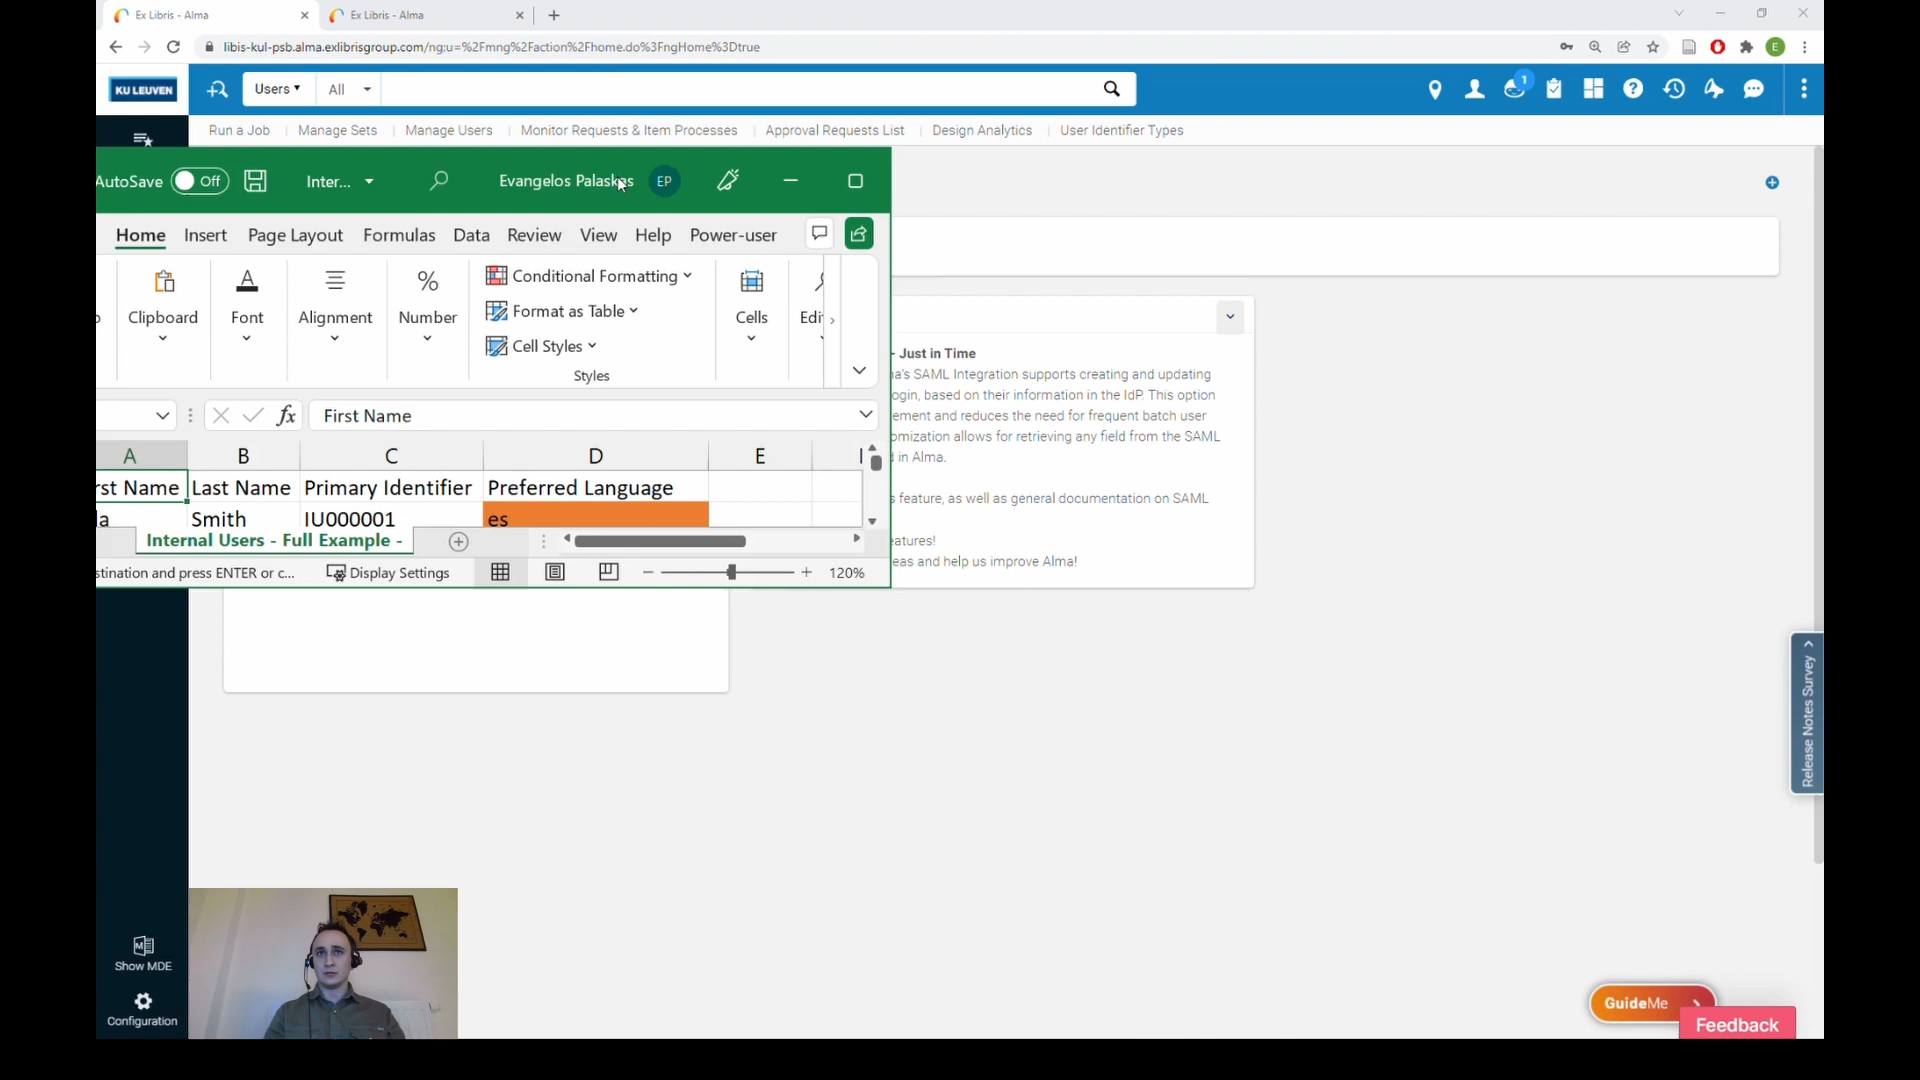 Ex Libris - Alma
Ex Libris - Alma
libis-kul-psb.alma.exlibrisgroup.com/ng:u=%2Fmng%2Faction%2Fhome.do%3FngHome%3Dtrue
E
KU LEUVEN
Users
All
1
Run a Job
Manage Sets
Manage Users
Monitor Requests & Item Processes
Approval Requests List
Design Analytics
User Identifier Types
AutoSave
Off
Inter...
Evangelos Palaskas
EP
Home
Insert
Page Layout
Formulas
Data
Review
View
Help
Power-user
Clipboard
Font
Alignment
%
Number
Conditional Formatting
Format as Table
Cell Styles
Styles
Cells
Edi
fx
First Name
A
B
C
D
E
rst Name
Last Name
Primary Identifier
Preferred Language
la
Smith
IU000001
es
Internal Users - Full Example -
stination and press ENTER or c...
Display Settings
120%
- Just in Time
na's SAML Integration supports creating and updating
ogin, based on their information in the IdP. This option
ement and reduces the need for frequent batch user
omization allows for retrieving any field from the SAML
d in Alma.
s feature, as well as general documentation on SAML
eatures!
eas and help us improve Alma!
Release Notes Survey
Show MDE
Configuration
GuideMe
Feedback